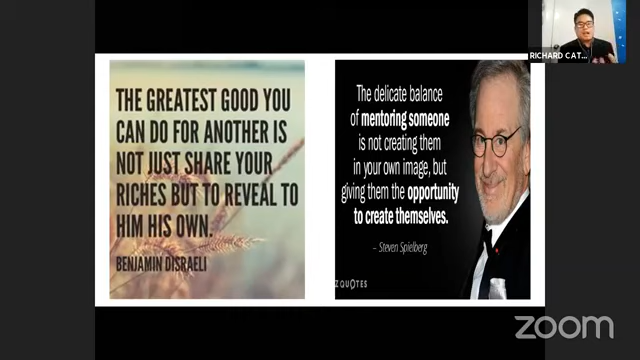 THE GREATEST GOOD YOU
CAN DO FOR ANOTHER IS
NOT JUST SHARE YOUR
RICHES BUT TO REVEAL TO
HIM HIS OWN.
BENJAMIN DISRAELI
The delicate balance
of mentoring someone
is not creating them
in your own image, but
giving them the opportunity
to create themselves.
– Steven Spielberg
ZQUOTES
RICHARD CAT...
zoom